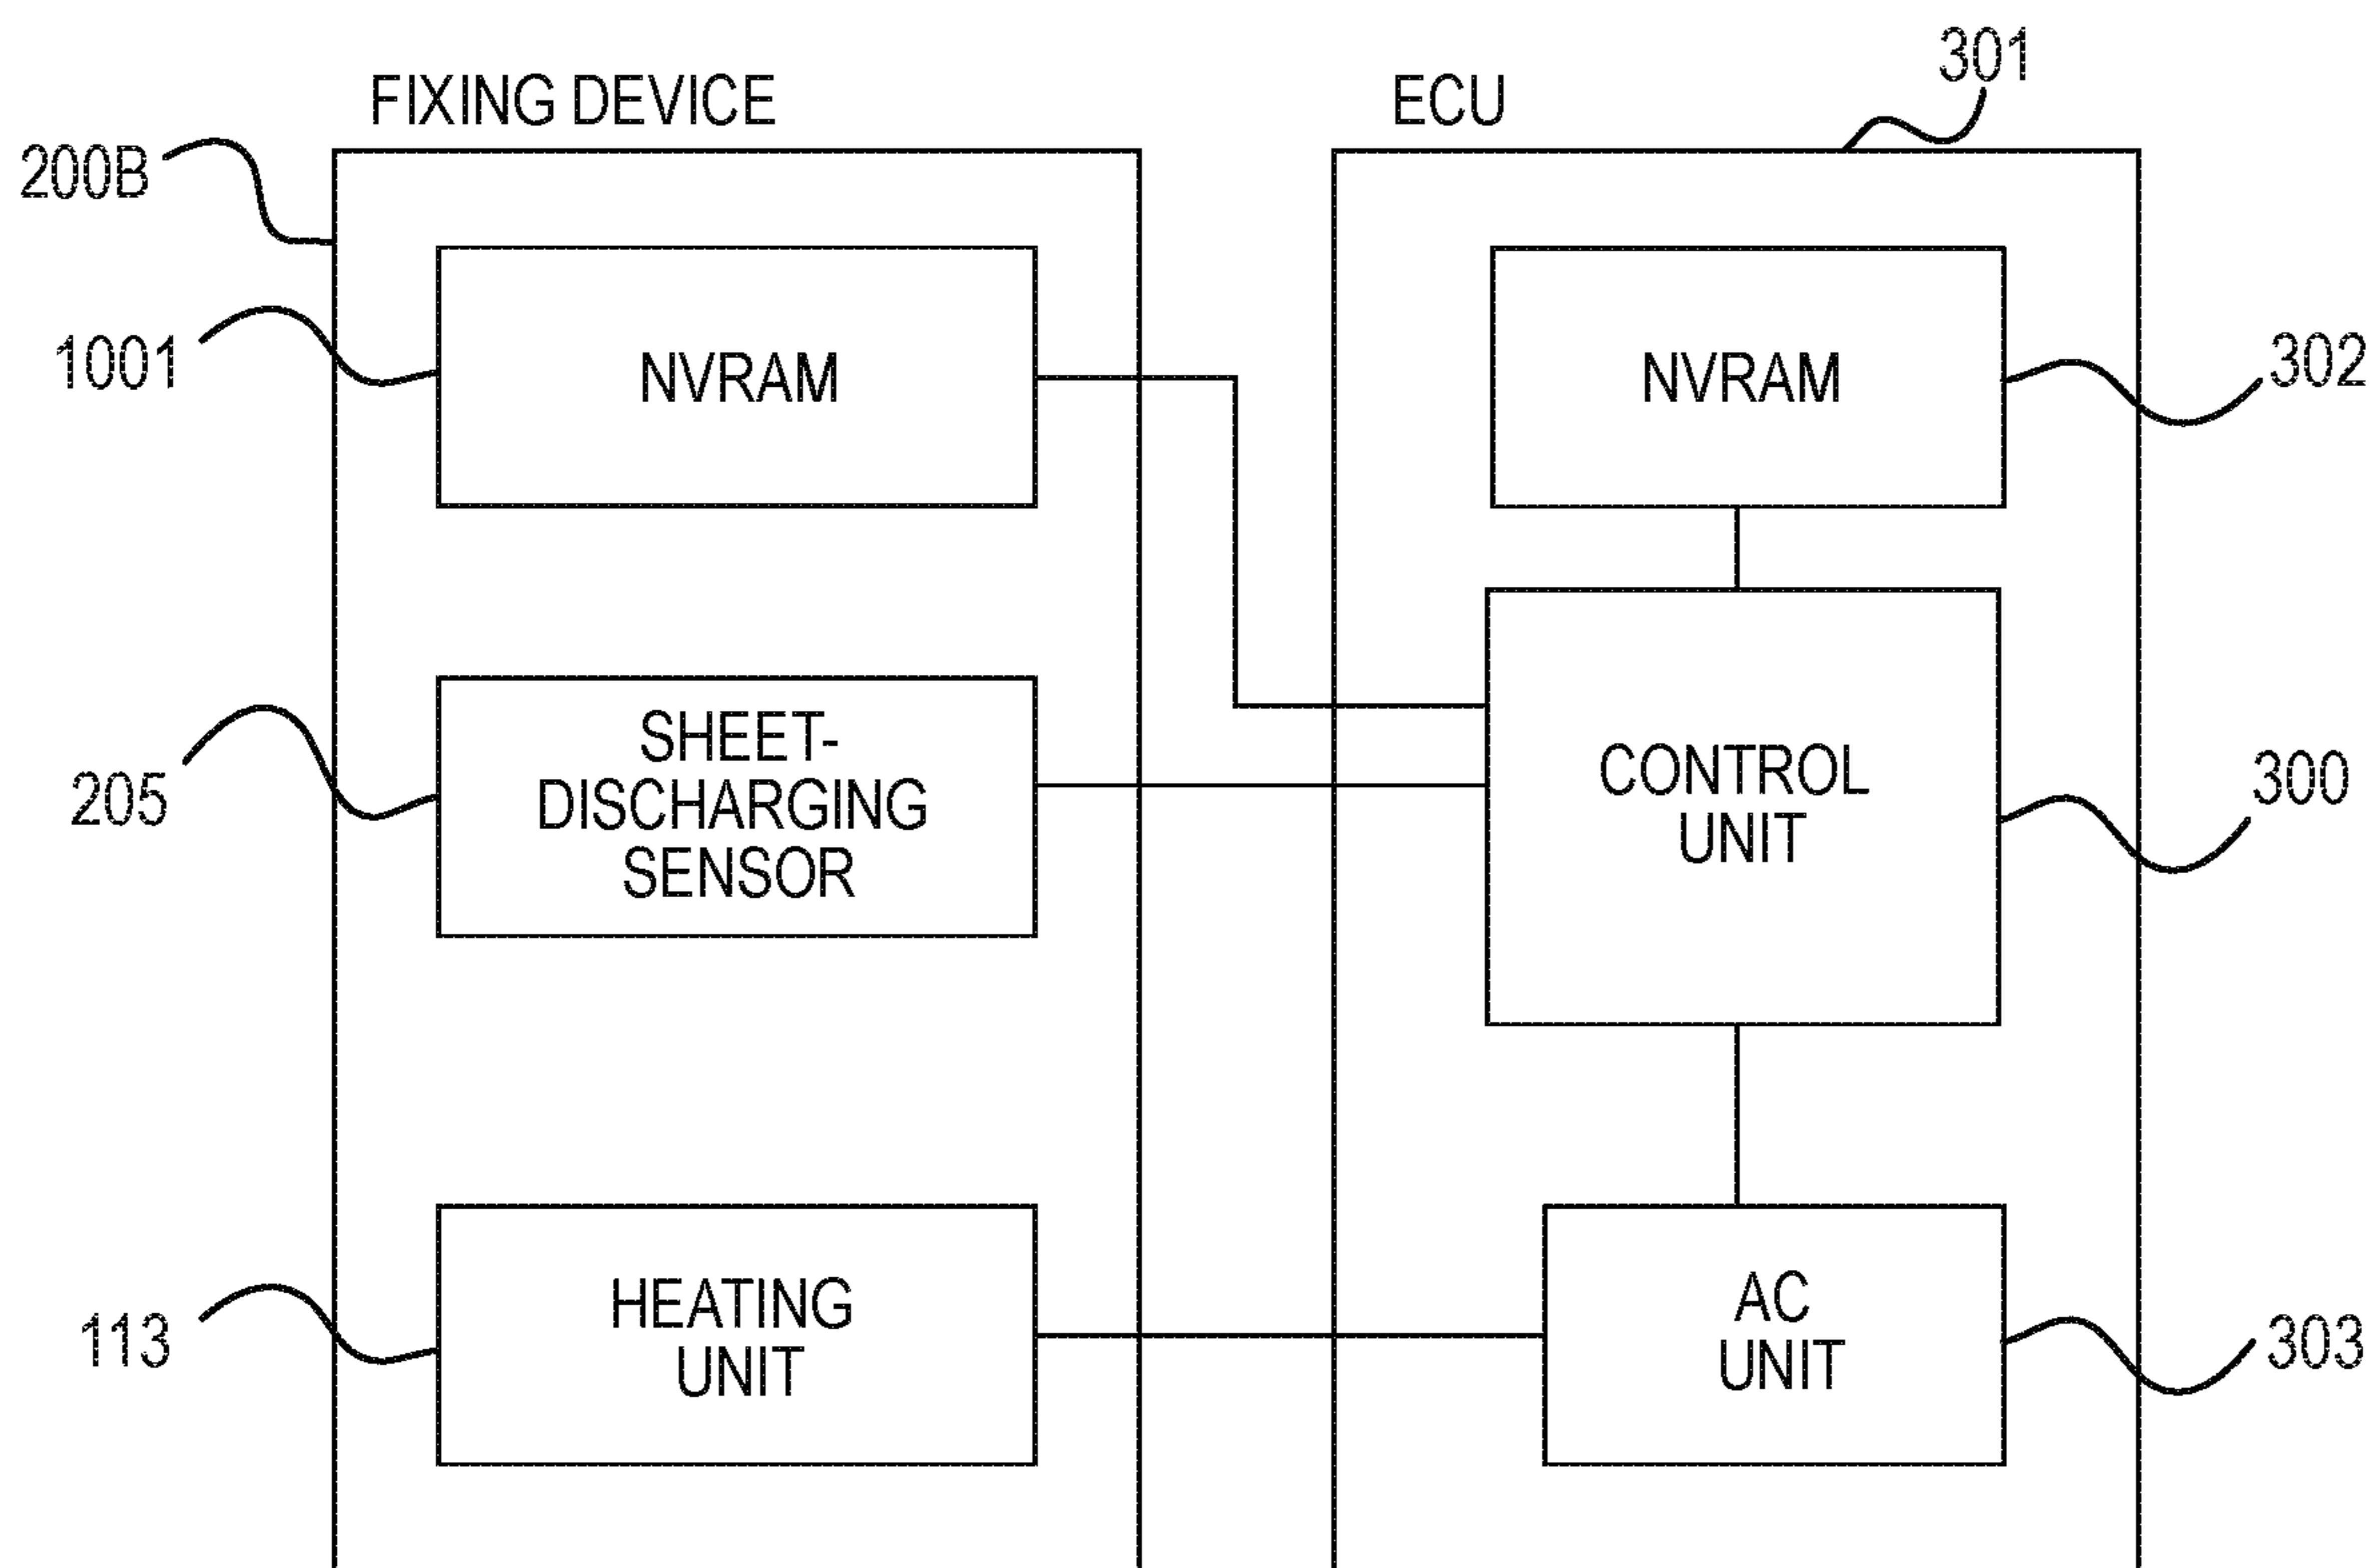 FIXING DEVICE
ECU
301
200B
1001
NVRAM
NVRAM
302
205
SHEET-
DISCHARGING
SENSOR
CONTROL
UNIT
300
113
HEATING
UNIT
AC
UNIT
303